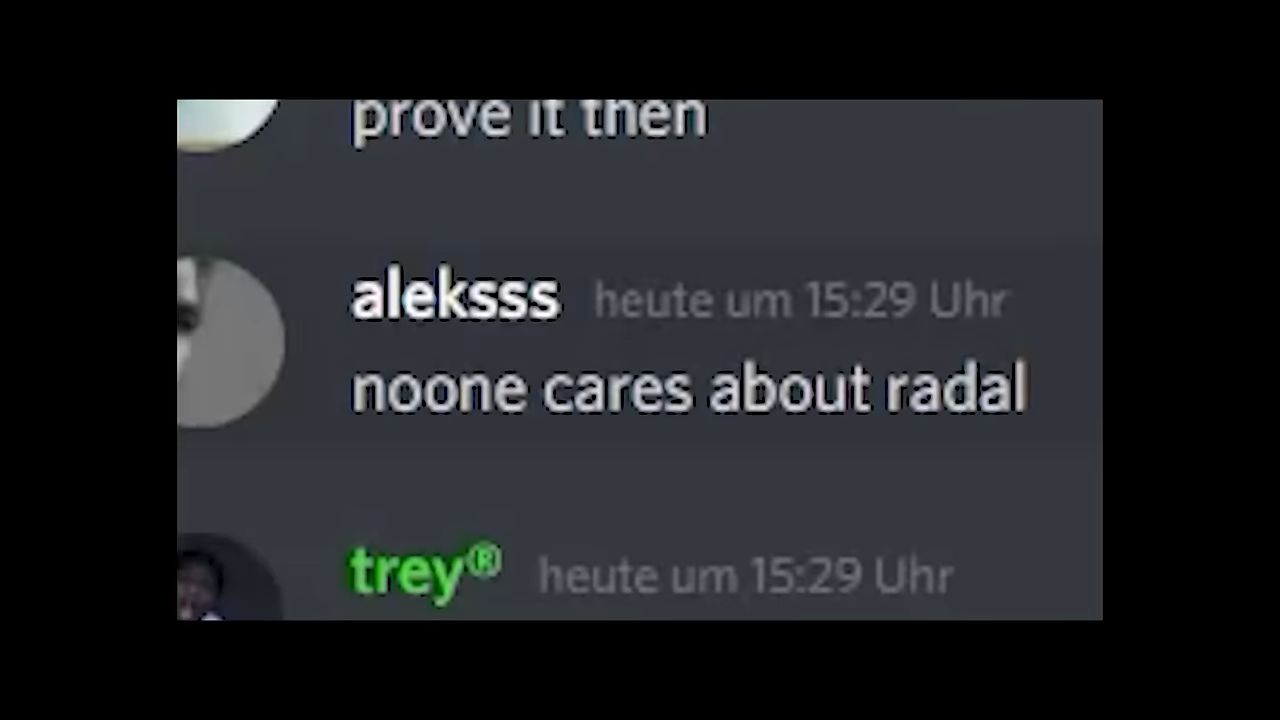 prove it then
aleksss heute um 15:29 Uhr
noone cares about radal
trey® heute um 15:29 Uhr